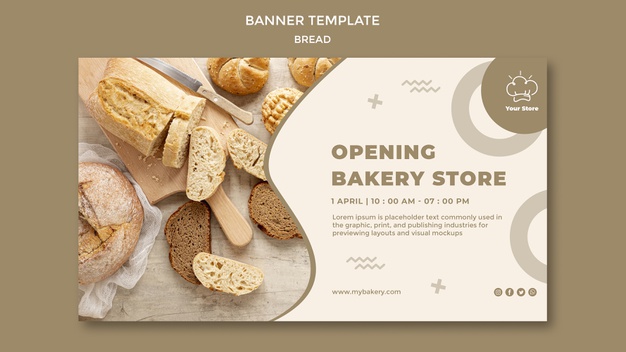 BANNER TEMPLATE
BREAD
Your Store
OPENING
BAKERY STORE
1 APRIL | 10 : 00 AM - 07 : 00 PM
Lorem ipsum is placeholder text commonly used in
the graphic, print, and publishing industries for
previewing layouts and visual mockups
www.mybakery.com